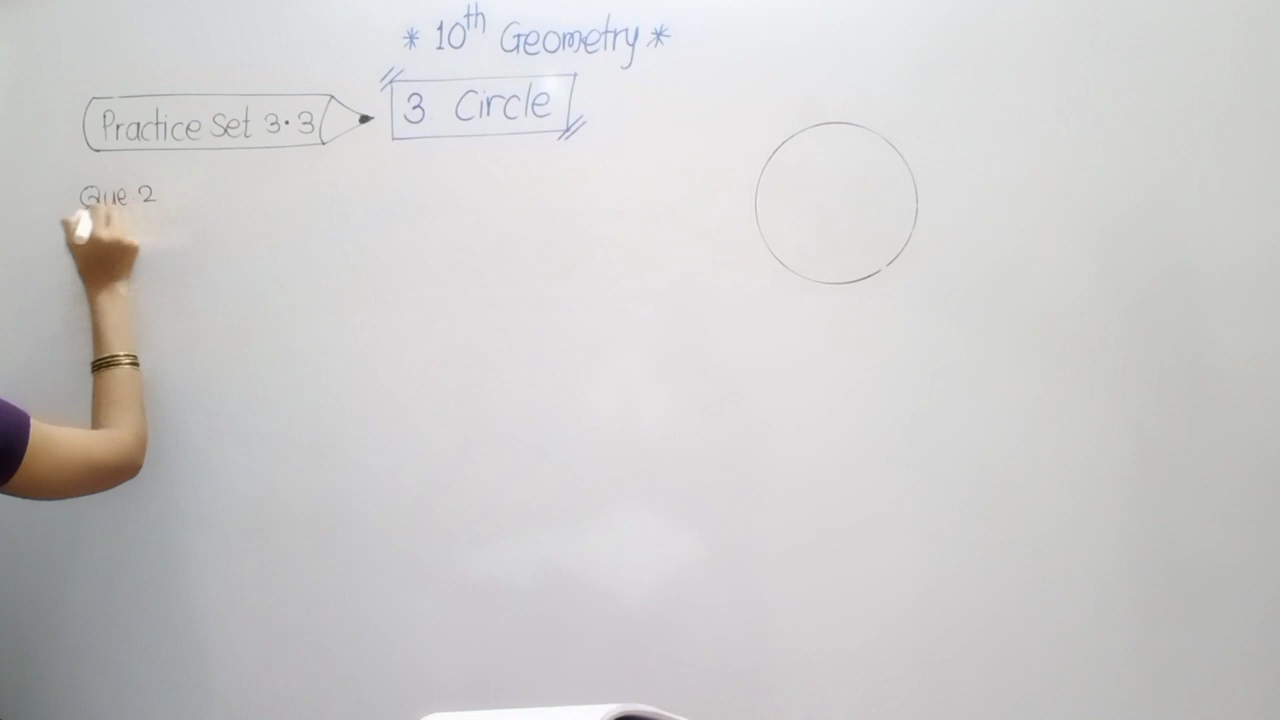 * 10th Geometry *
3. Circle
Practice Set 3.3
Que 2